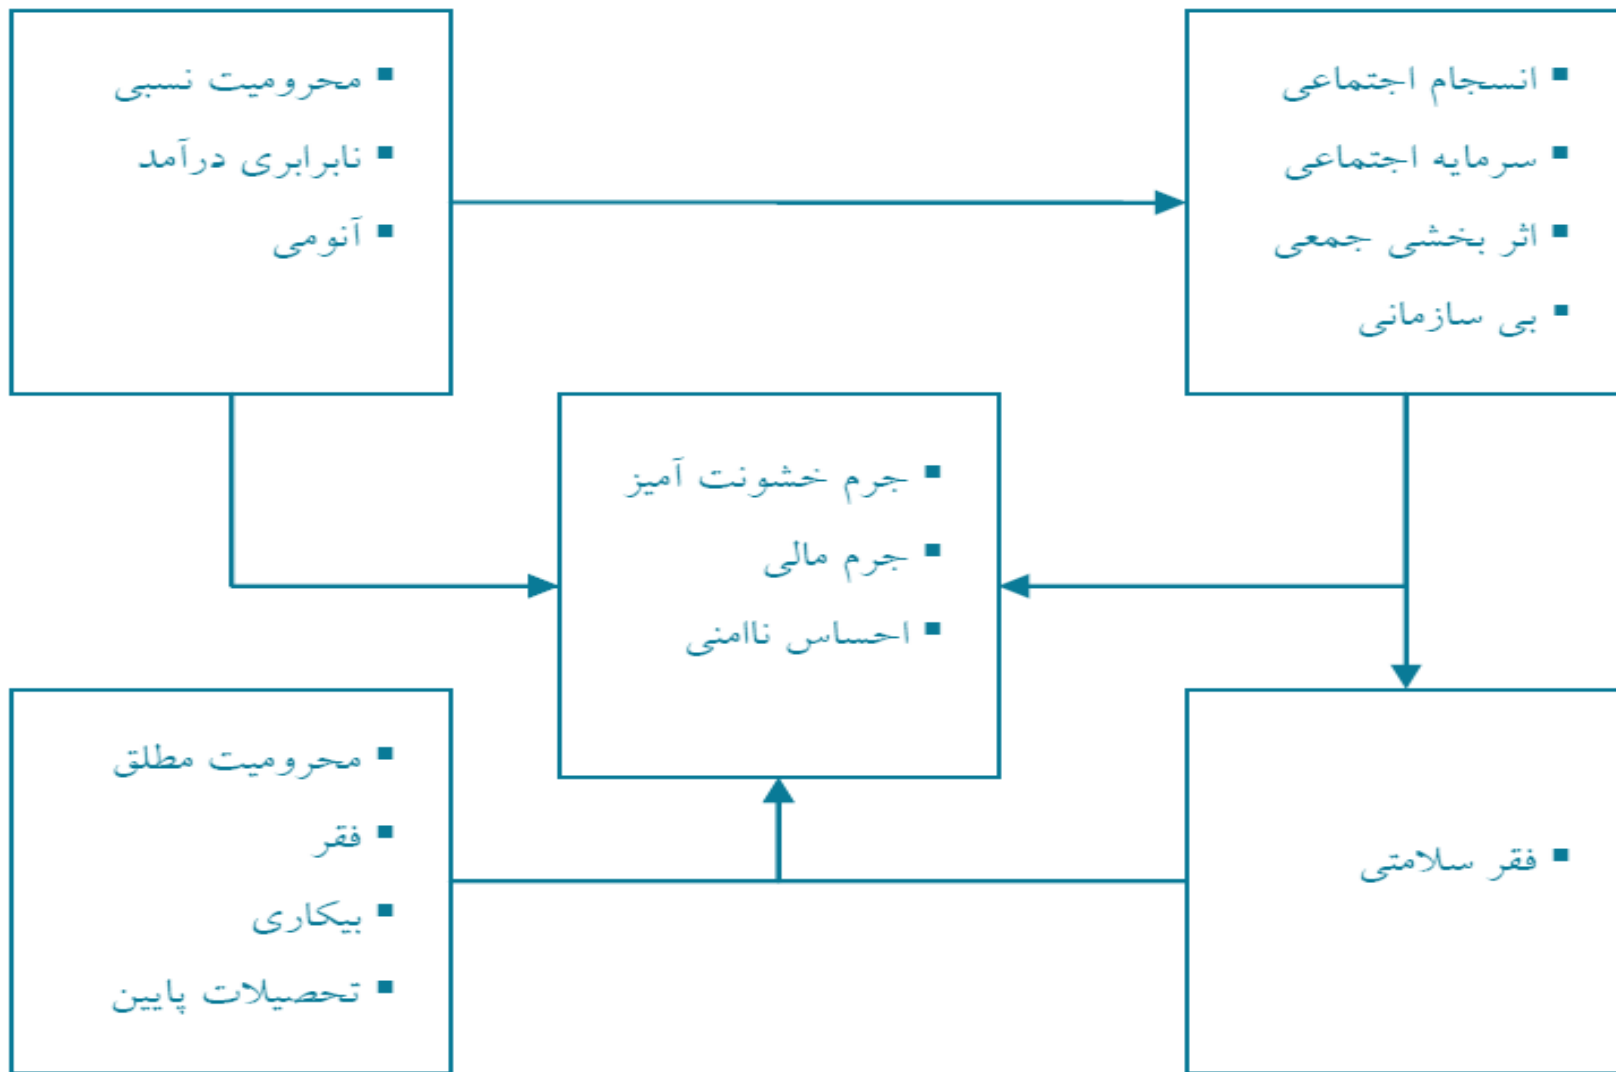 ▪ انسجام اجتماعی
▪ سرمایه اجتماعی
▪ اثر بخشی جمعی
▪ بی سازمانی
▪ محرومیت نسبی
▪ نابرابری درآمد
▪ آنومی
▪ جرم خشونت آمیز
▪ جرم مالی
▪ احساس ناامنی
▪ فقر سلامتی
▪ محرومیت مطلق
▪ فقر
▪ بیکاری
▪ تحصیلات پایین